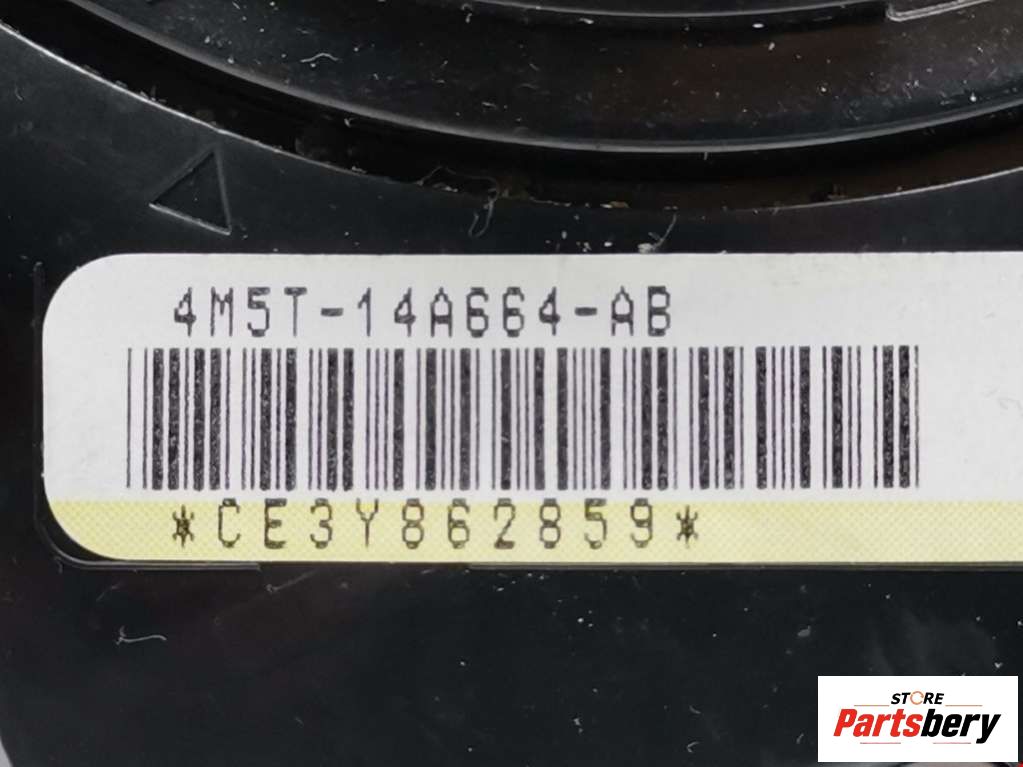 4M5T-14A664-AB
*CE3Y862859*
STORE
Partsbery